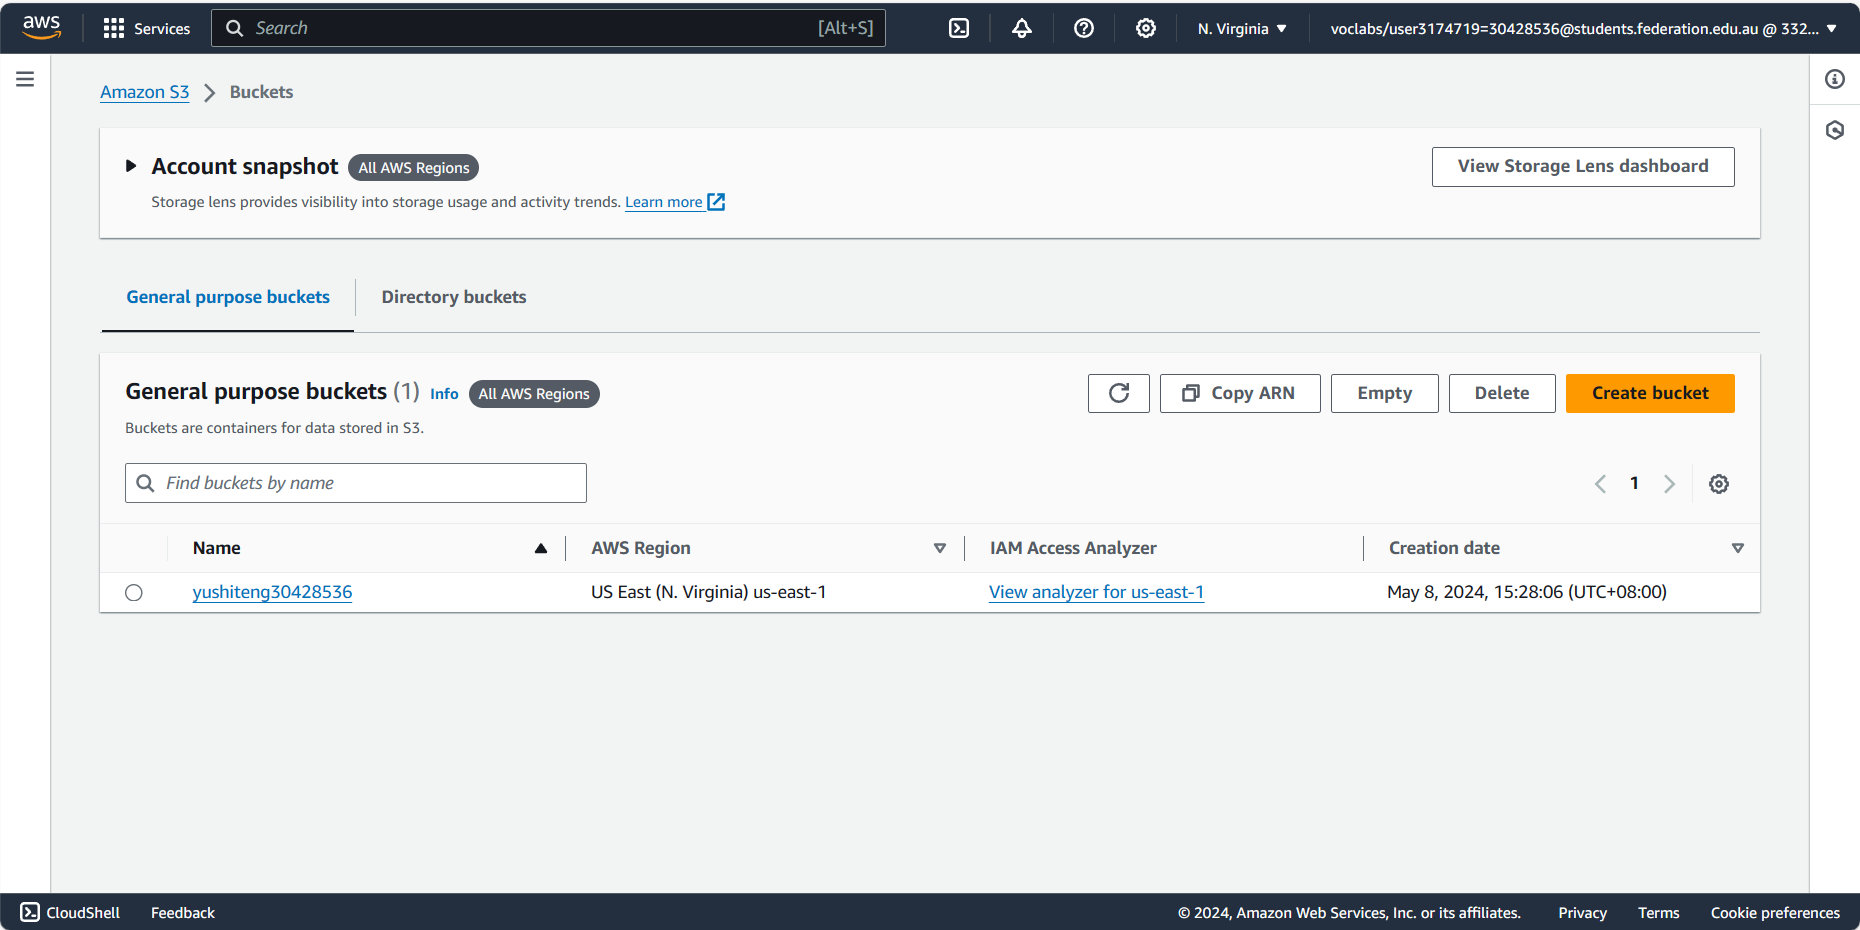 aws Services Search [Alt+S] N. Virginia voclabs/user3174719=30428536@students.federation.edu.au @ 332...
Amazon S3 Buckets
Account snapshot All AWS Regions View Storage Lens dashboard
Storage lens provides visibility into storage usage and activity trends. Learn more
General purpose buckets Directory buckets
General purpose buckets (1) Info All AWS Regions Copy ARN Empty Delete Create bucket
Buckets are containers for data stored in S3.
Find buckets by name 1
Name AWS Region IAM Access Analyzer Creation date
yushiteng30428536 US East (N. Virginia) us-east-1 View analyzer for us-east-1 May 8, 2024, 15:28:06 (UTC+08:00)
CloudShell Feedback © 2024, Amazon Web Services, Inc. or its affiliates. Privacy Terms Cookie preferences